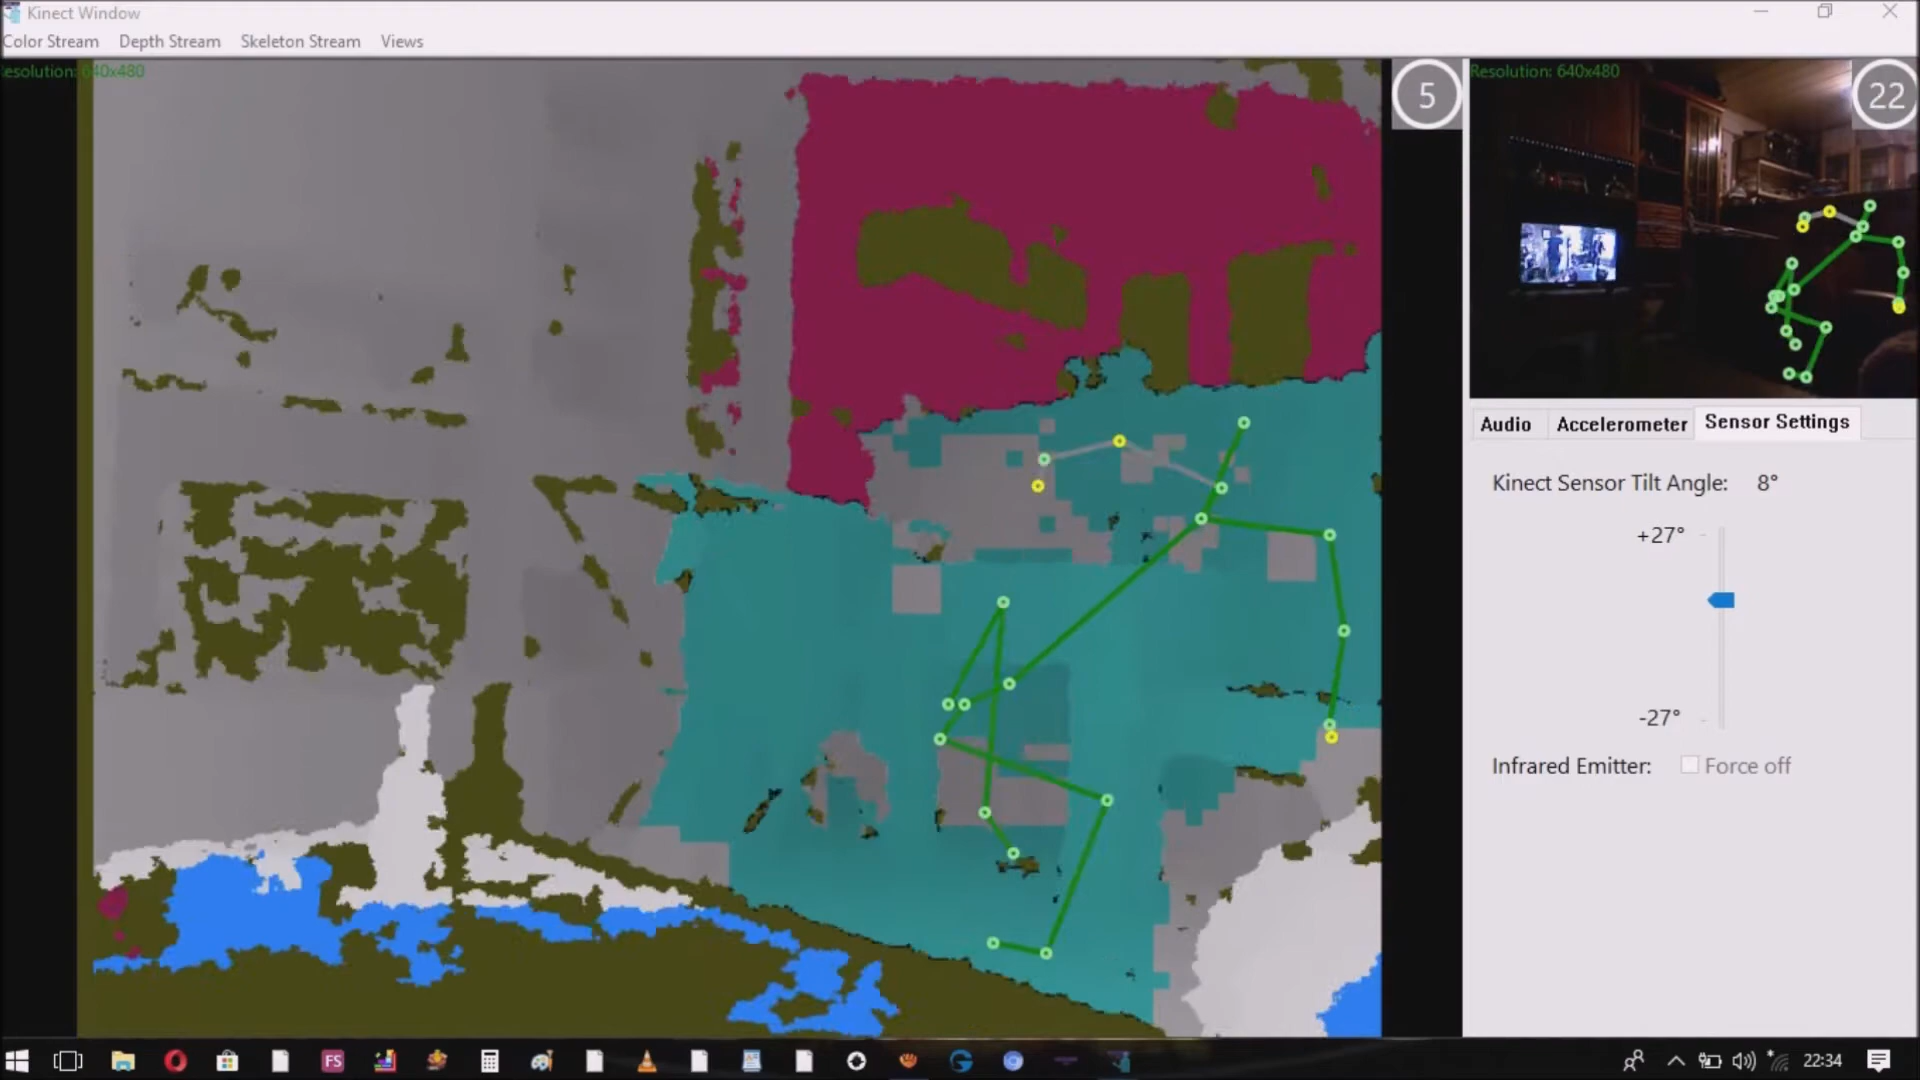 Kinect Window
Color Stream Depth Stream Skeleton Stream Views
esolution: 640x480
5
Resolution: 640x480
22
Audio Accelerometer Sensor Settings
Kinect Sensor Tilt Angle: 8°
+27°
-27°
Infrared Emitter: Force off
FS
22:34